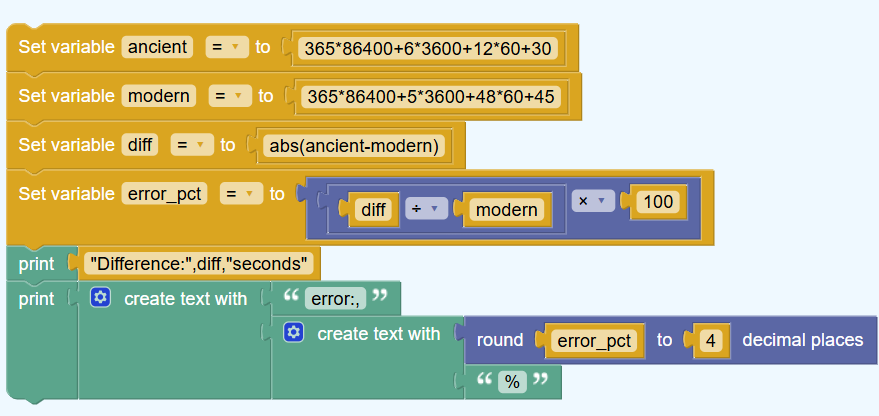 Set variable ancient = to 365*86400+6*3600+12*60+30
Set variable modern = to 365*86400+5*3600+48*60+45
Set variable diff = to abs(ancient-modern)
Set variable error_pct = to diff ÷ modern × 100
print "Difference:",diff,"seconds"
print create text with “ error:, ”
create text with round error_pct to 4 decimal places
“ % ”